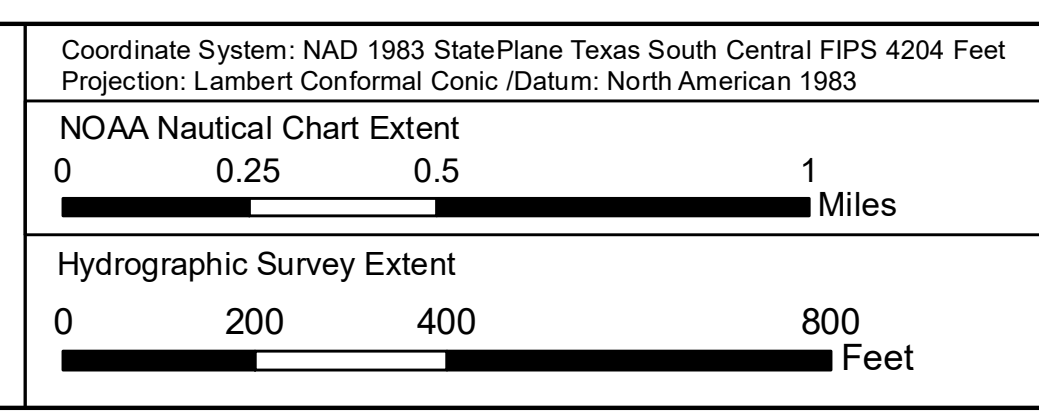 Coordinate System: NAD 1983 StatePlane Texas South Central FIPS 4204 Feet
Projection: Lambert Conformal Conic /Datum: North American 1983
NOAA Nautical Chart Extent
0 0.25 0.5 1
Miles
Hydrographic Survey Extent
0 200 400 800
Feet